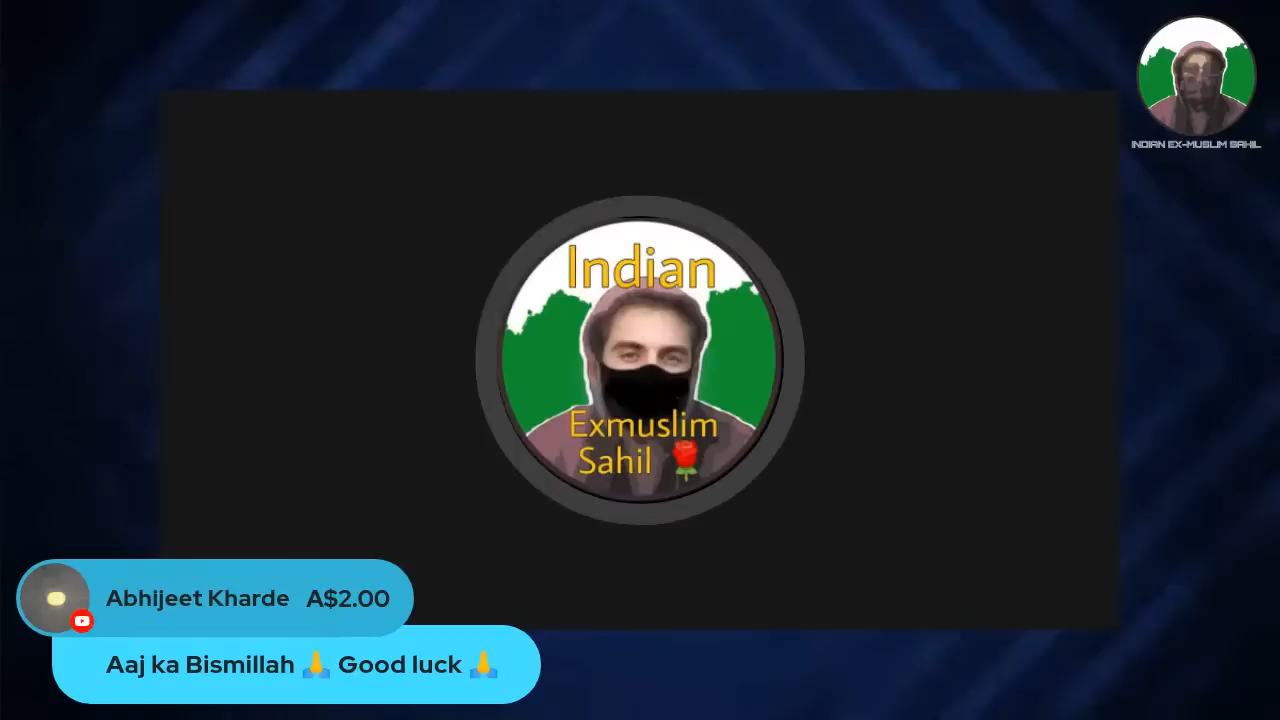 INDIAN EX-MUSLIM SAHIL
Indian
Exmuslim
Sahil 🌹
Abhijeet Kharde A$2.00
Aaj ka Bismillah 🙏 Good luck 🙏